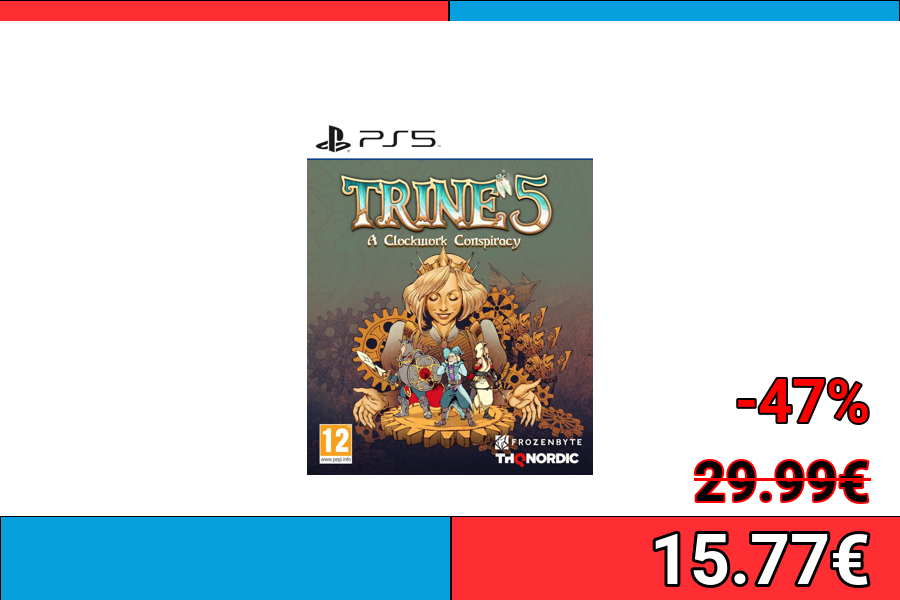 PS5
TRINE 5
A Clockwork Conspiracy
12
www.pegi.info
FROZENBYTE
THQ NORDIC
-47%
29.99€
15.77€